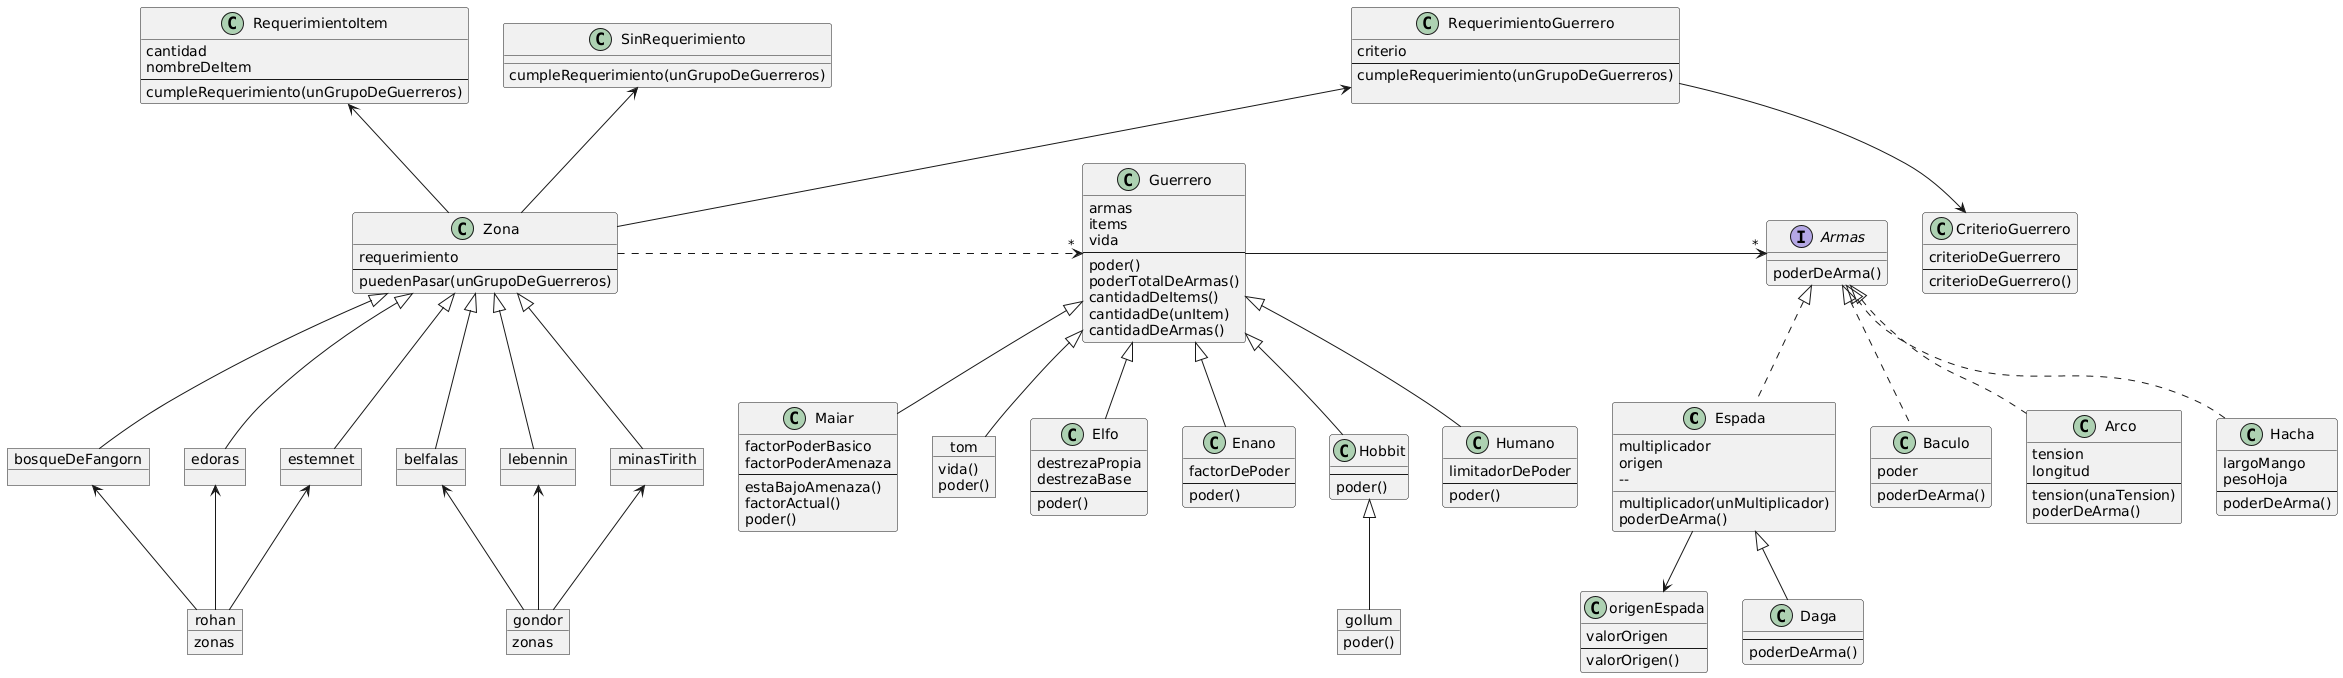 C RequerimientoItem
cantidad
nombreDeItem
cumpleRequerimiento(unGrupoDeGuerreros)
C SinRequerimiento
cumpleRequerimiento(unGrupoDeGuerreros)
C RequerimientoGuerrero
criterio
cumpleRequerimiento(unGrupoDeGuerreros)
C Zona
requerimiento
puedenPasar(unGrupoDeGuerreros)
*
C Guerrero
armas
items
vida
poder()
poderTotalDeArmas()
cantidadDeItems()
cantidadDe(unItem)
cantidadDeArmas()
*
I Armas
poderDeArma()
C CriterioGuerrero
criterioDeGuerrero
criterioDeGuerrero()
bosqueDeFangorn
edoras
estemnet
belfalas
lebennin
minasTirith
C Maiar
factorPoderBasico
factorPoderAmenaza
estaBajoAmenaza()
factorActual()
poder()
tom
vida()
poder()
C Elfo
destrezaPropia
destrezaBase
poder()
C Enano
factorDePoder
poder()
C Hobbit
poder()
C Humano
limitadorDePoder
poder()
C Espada
multiplicador
origen
--
multiplicador(unMultiplicador)
poderDeArma()
C Baculo
poder
poderDeArma()
C Arco
tension
longitud
tension(unaTension)
poderDeArma()
C Hacha
largoMango
pesoHoja
poderDeArma()
rohan
zonas
gondor
zonas
gollum
poder()
C origenEspada
valorOrigen
valorOrigen()
C Daga
poderDeArma()